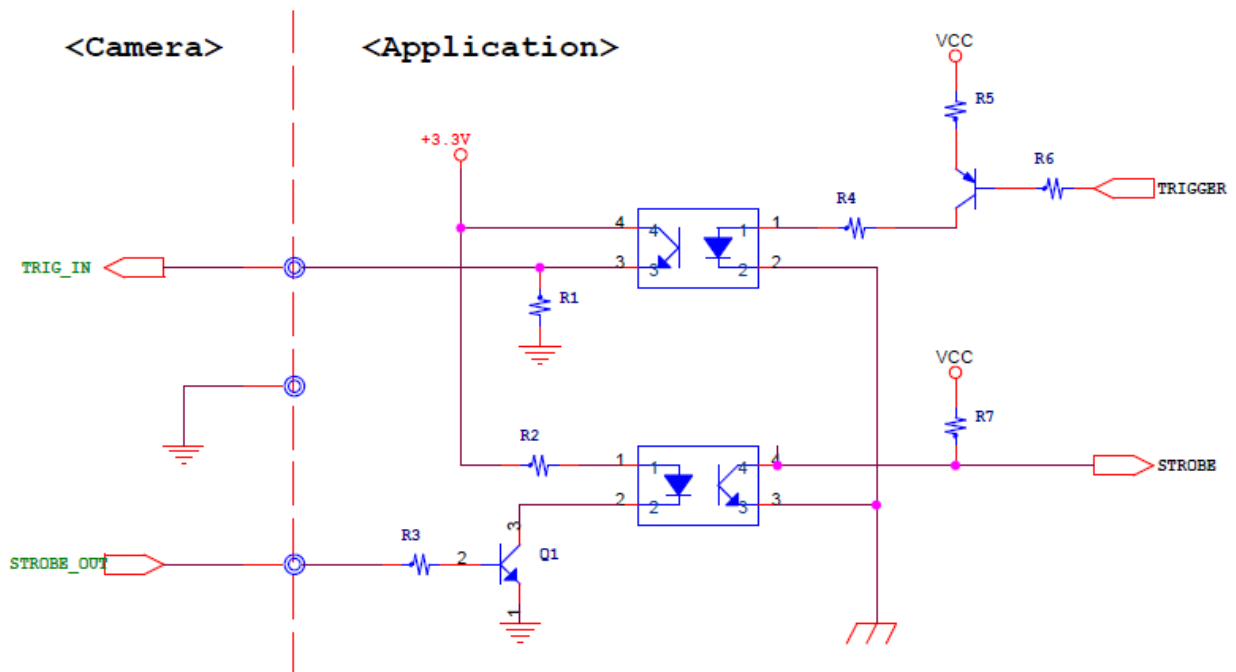 <Camera>
<Application>
VCC
R5
+3.3V
R6
TRIGGER
R4
4
4
1
1
TRIG_IN
3
3
2
2
R1
VCC
R7
R2
1
1
4
4
STROBE
2
2
3
3
3
R3
2
Q1
STROBE_OUT
1